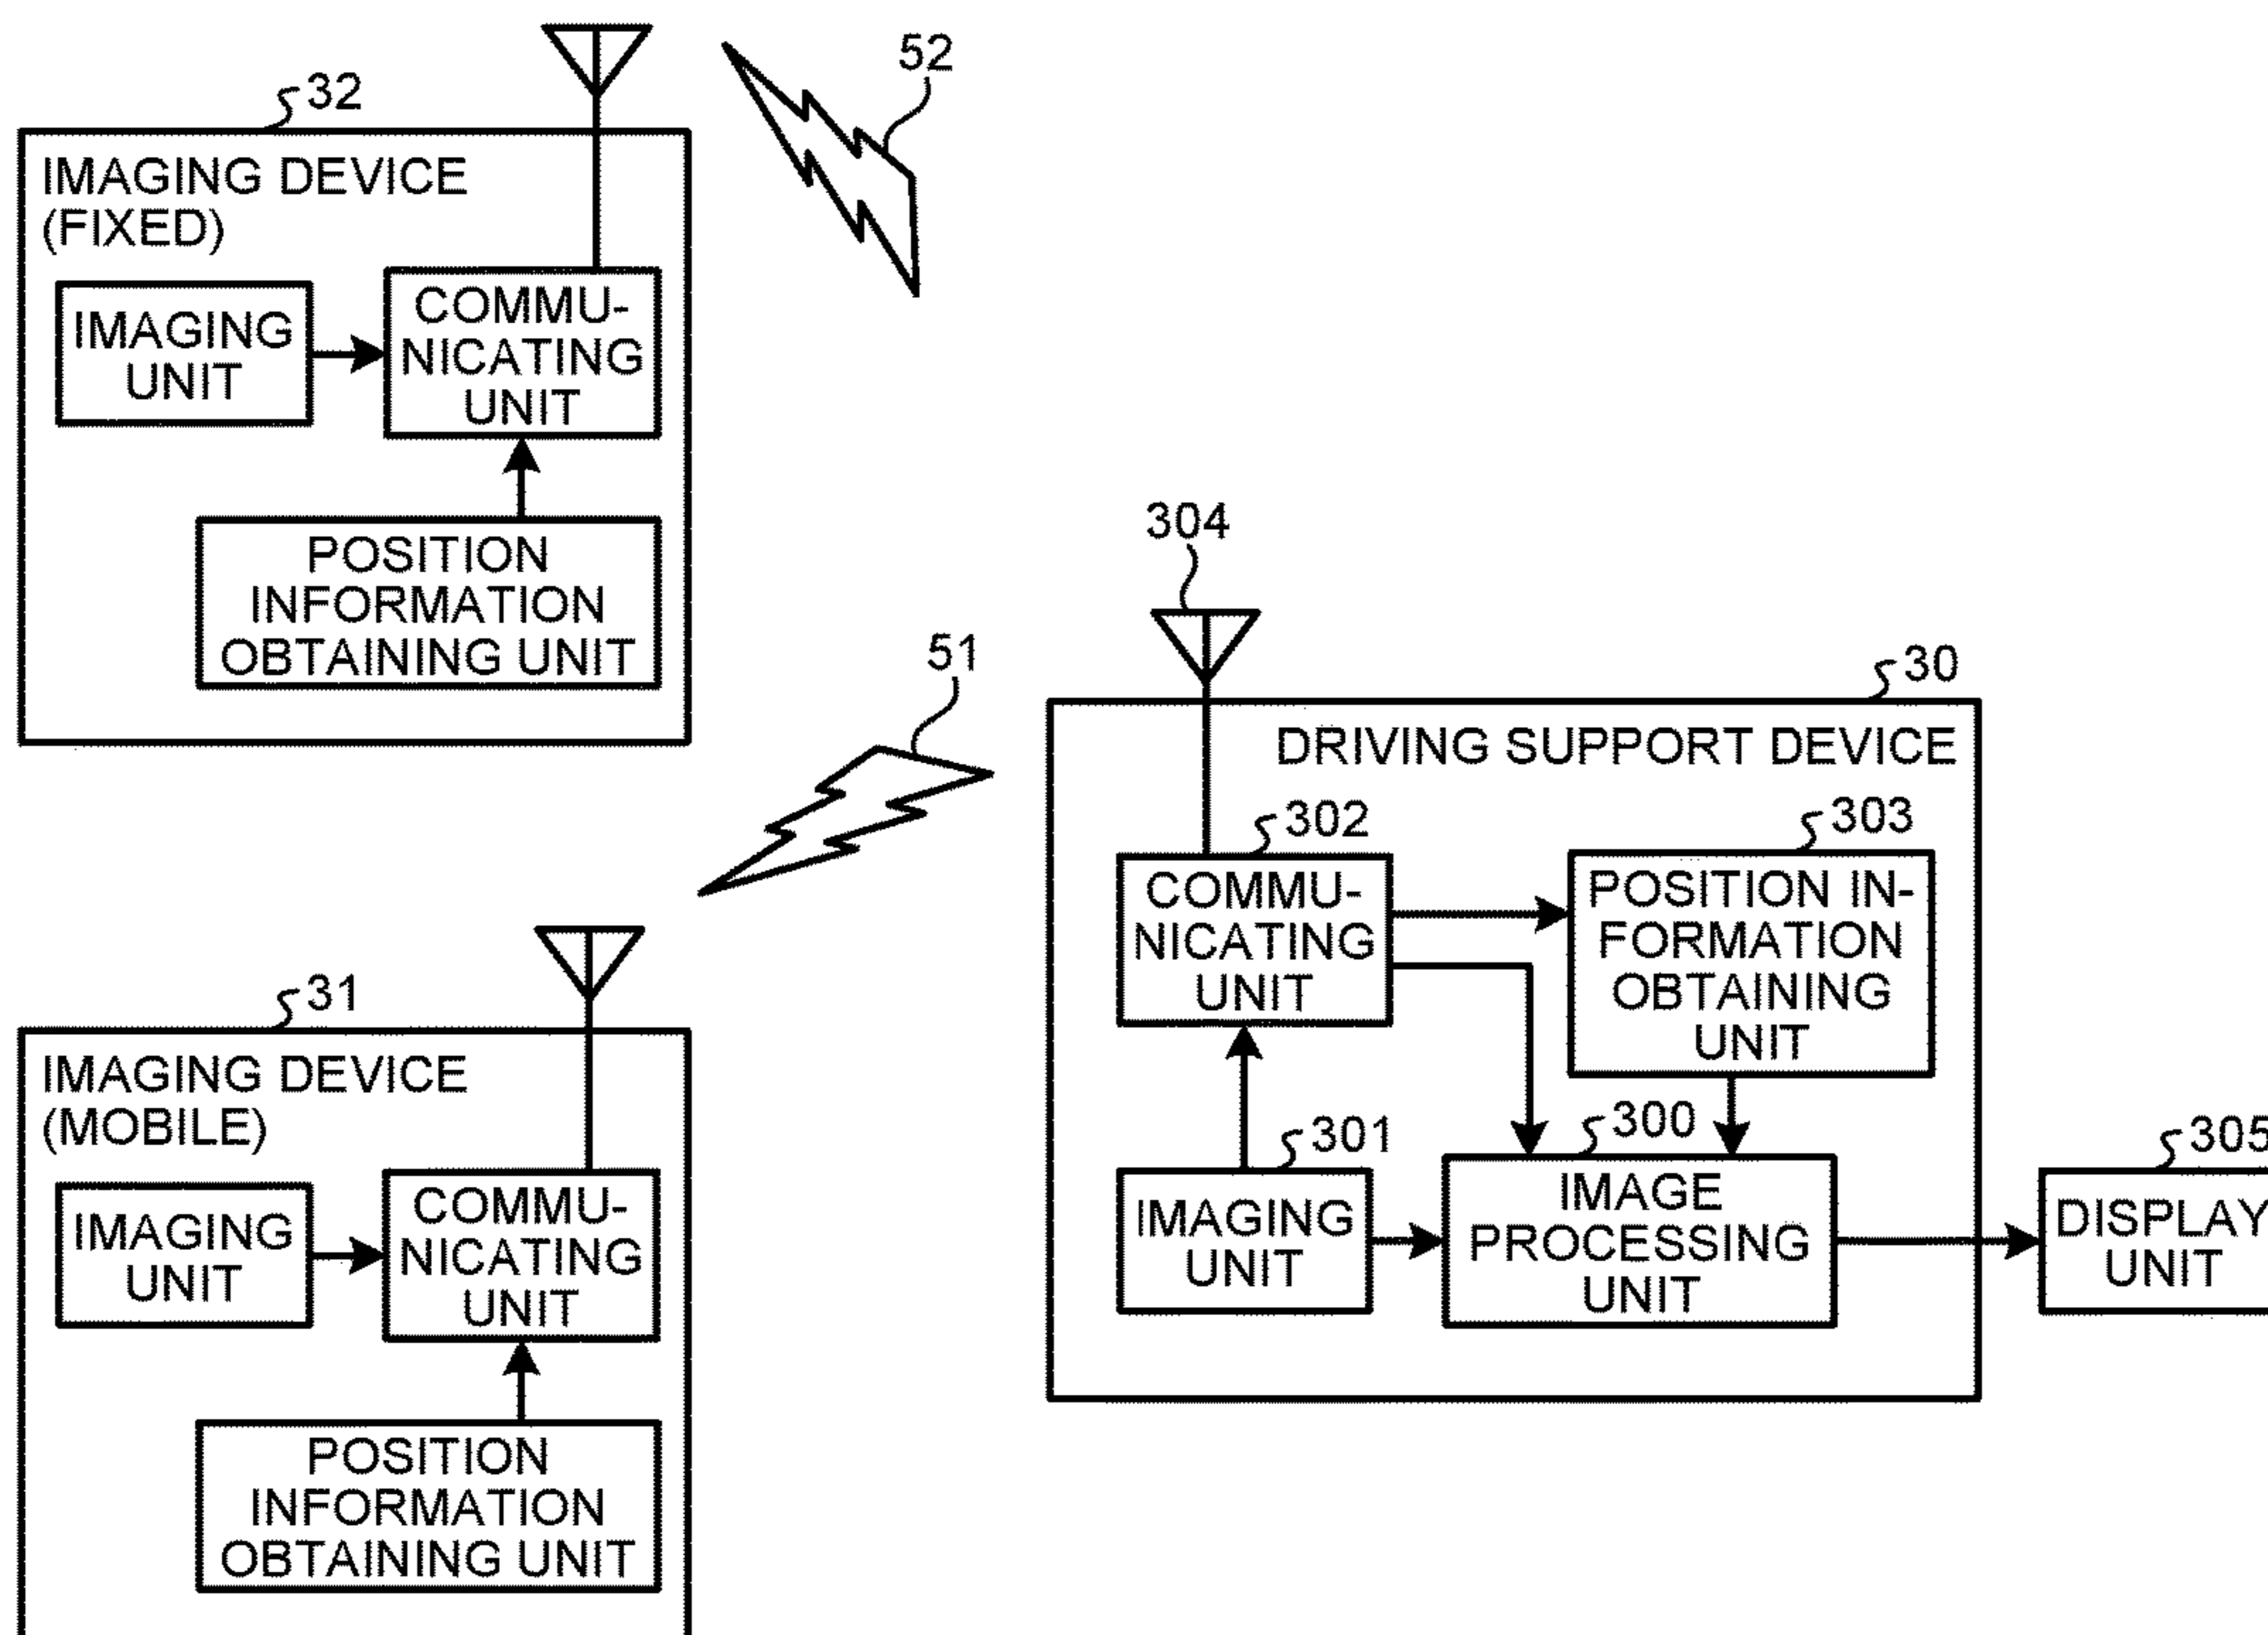 52
32
IMAGING DEVICE
(FIXED)
IMAGING
UNIT
COMMU-
NICATING
UNIT
POSITION
INFORMATION
OBTAINING UNIT
51
31
IMAGING DEVICE
(MOBILE)
IMAGING
UNIT
COMMU-
NICATING
UNIT
POSITION
INFORMATION
OBTAINING UNIT
304
30
DRIVING SUPPORT DEVICE
302
COMMU-
NICATING
UNIT
303
POSITION IN-
FORMATION
OBTAINING
UNIT
301
IMAGING
UNIT
300
IMAGE
PROCESSING
UNIT
305
DISPLAY
UNIT